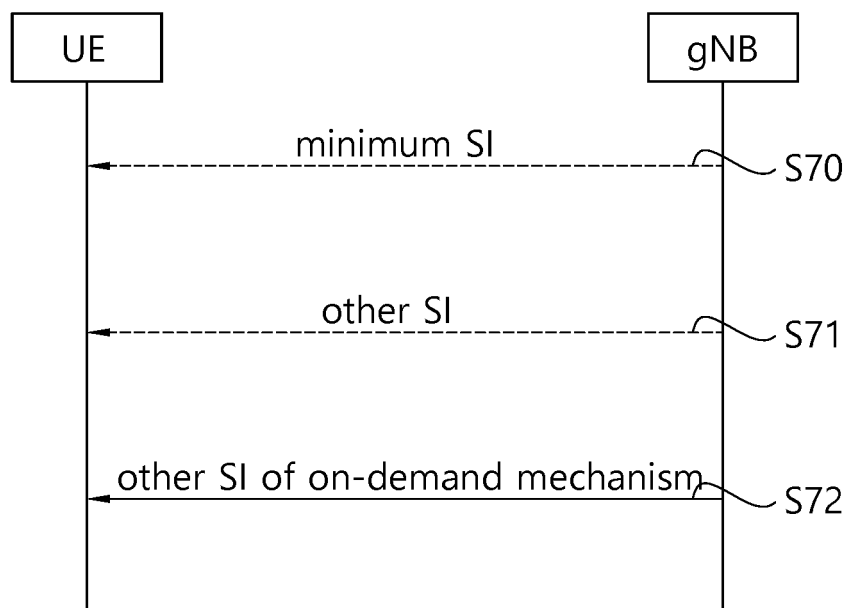 UE
gNB
minimum SI
S70
other SI
S71
other SI of on-demand mechanism
S72